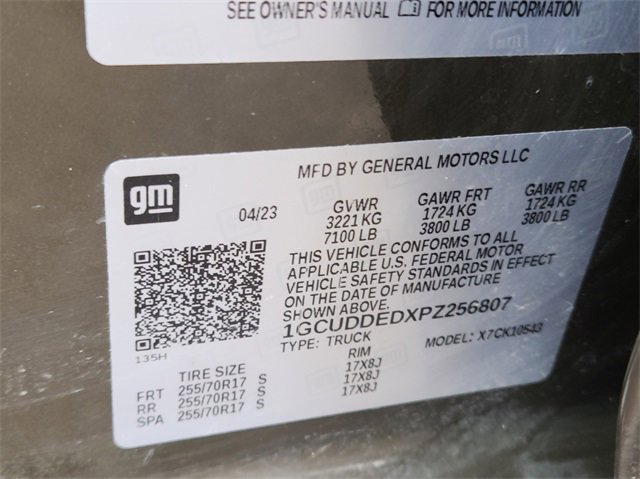 SEE OWNER'S MANUAL FOR MORE INFORMATION
gm
MFD BY GENERAL MOTORS LLC
04/23 GVWR GAWR FRT GAWR RR
3221 KG 1724 KG 1724 KG
7100 LB 3800 LB 3800 LB
THIS VEHICLE CONFORMS TO ALL
APPLICABLE U.S. FEDERAL MOTOR
VEHICLE SAFETY STANDARDS IN EFFECT
ON THE DATE OF MANUFACTURE
SHOWN ABOVE.
1GCUDDEDXPZ256807
TYPE: TRUCK MODEL: X7CK10543
135H
TIRE SIZE RIM
FRT 255/70R17 S 17X8J
RR 255/70R17 S 17X8J
SPA 255/70R17 S 17X8J